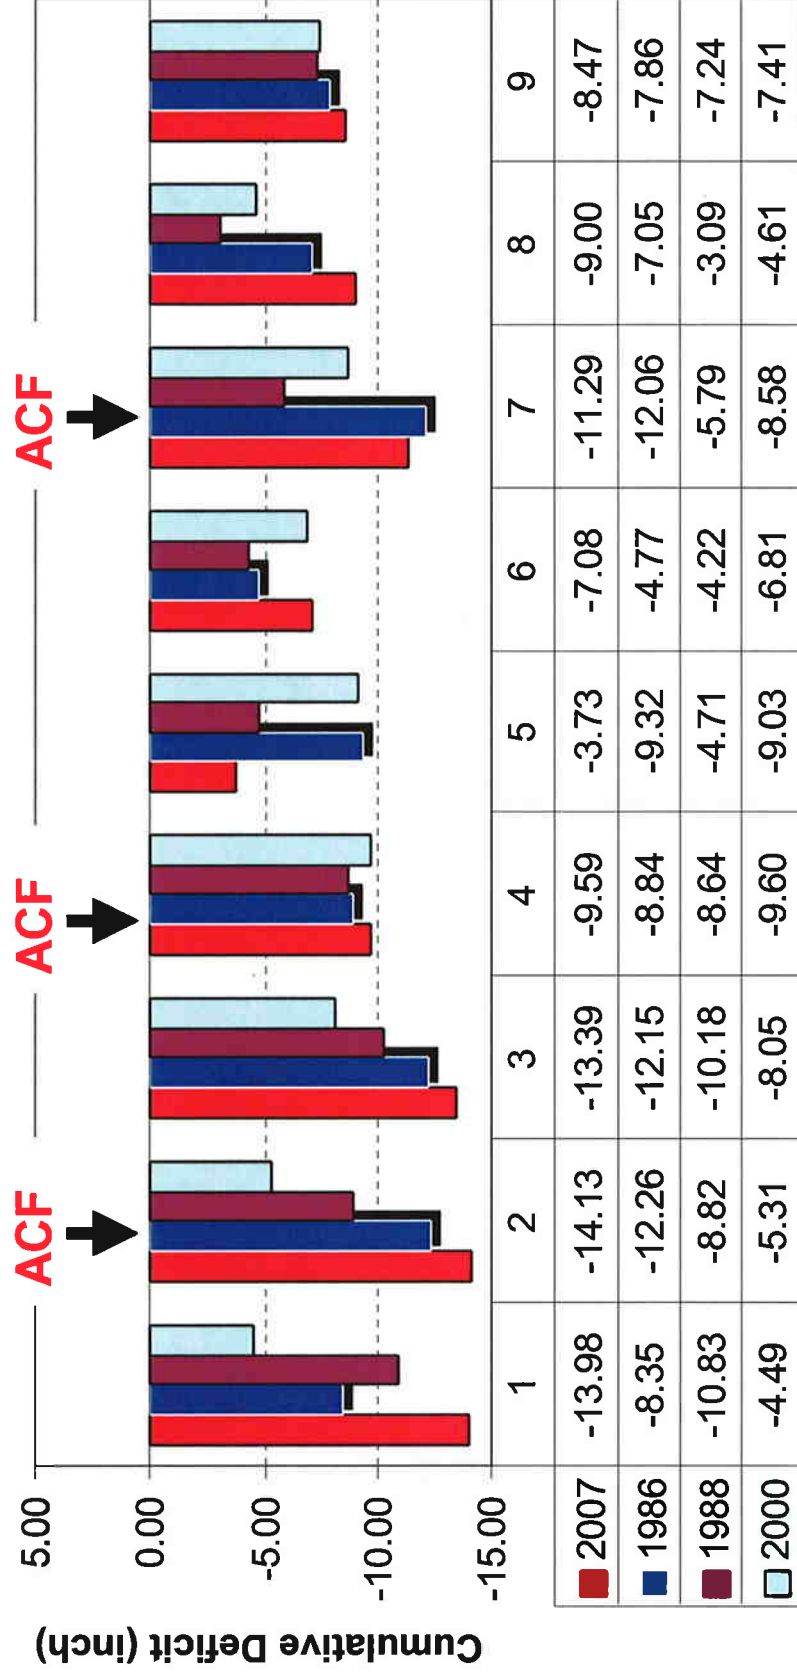 ACF ACF ACF
5.00
0.00
-5.00
-10.00
-15.00
Cumulative Deficit (inch)
1 2 3 4 5 6 7 8 9
2007 -13.98 -14.13 -13.39 -9.59 -3.73 -7.08 -11.29 -9.00 -8.47
1986 -8.35 -12.26 -12.15 -8.84 -9.32 -4.77 -12.06 -7.05 -7.86
1988 -10.83 -8.82 -10.18 -8.64 -4.71 -4.22 -5.79 -3.09 -7.24
2000 -4.49 -5.31 -8.05 -9.60 -9.03 -6.81 -8.58 -4.61 -7.41